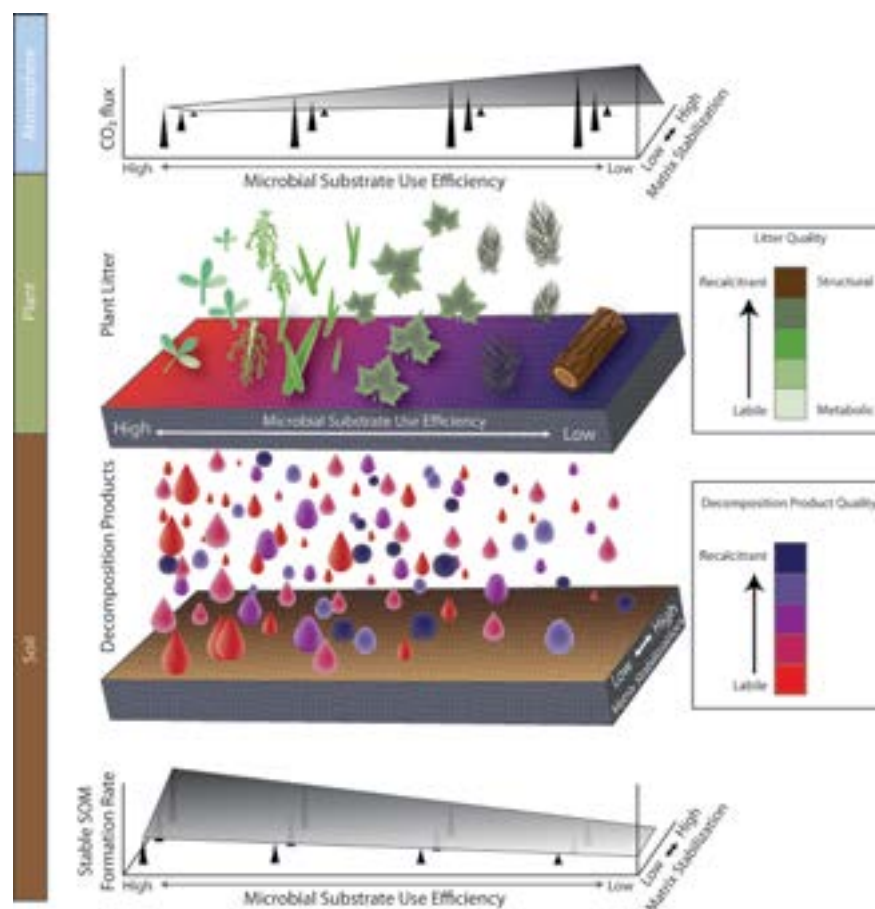 Atmosphere
CO₂ flux
High
Low
Microbial Substrate Use Efficiency
Low
High
Matrix Stabilization
Plant
Plant Litter
High
Microbial Substrate Use Efficiency
Low
Litter Quality
Recalcitrant
Structural
Labile
Metabolic
Soil
Decomposition Products
Low
High
Matrix Stabilization
Decomposition Product Quality
Recalcitrant
Labile
Stable SOM
Formation Rate
High
Low
Microbial Substrate Use Efficiency
Low
High
Matrix Stabilization